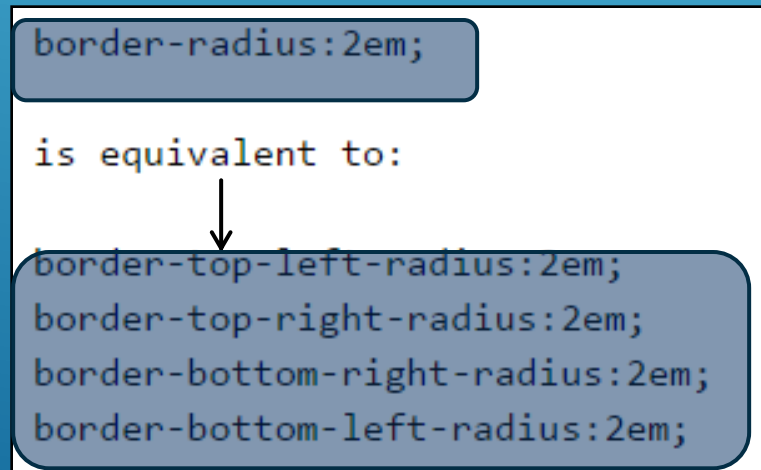 border-radius:2em;
is equivalent to:
border-top-left-radius:2em;
border-top-right-radius:2em;
border-bottom-right-radius:2em;
border-bottom-left-radius:2em;